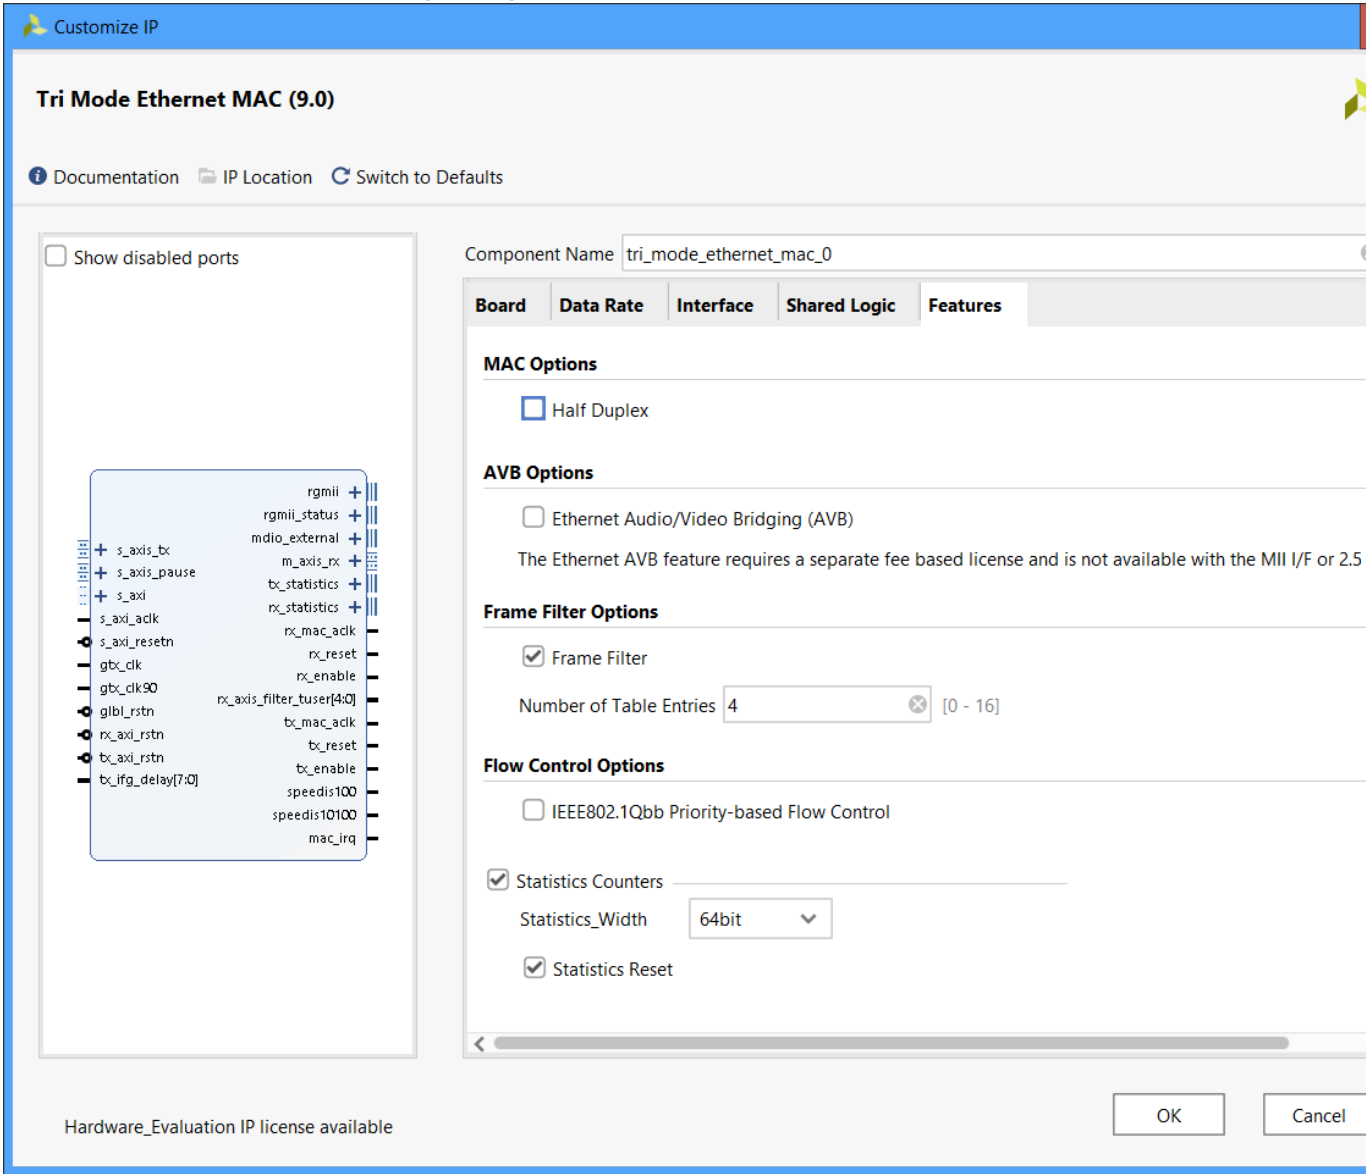 Customize IP
Tri Mode Ethernet MAC (9.0)
Documentation IP Location Switch to Defaults
Show disabled ports
rgmii
rgmii_status
mdio_external
s_axis_tx
m_axis_rx
s_axis_pause
tx_statistics
s_axi
rx_statistics
s_axi_aclk
rx_mac_aclk
s_axi_resetn
rx_reset
gtx_clk
rx_enable
gtx_clk90
rx_axis_filter_tuser[4:0]
glbl_rstn
tx_mac_aclk
rx_axi_rstn
tx_reset
tx_axi_rstn
tx_enable
tx_ifg_delay[7:0]
speedis100
speedis10100
mac_irq
Component Name tri_mode_ethernet_mac_0
Board Data Rate Interface Shared Logic Features
MAC Options
Half Duplex
AVB Options
Ethernet Audio/Video Bridging (AVB)
The Ethernet AVB feature requires a separate fee based license and is not available with the MII I/F or 2.5
Frame Filter Options
Frame Filter
Number of Table Entries 4 [0 - 16]
Flow Control Options
IEEE802.1Qbb Priority-based Flow Control
Statistics Counters
Statistics_Width 64bit
Statistics Reset
Hardware_Evaluation IP license available
OK Cancel